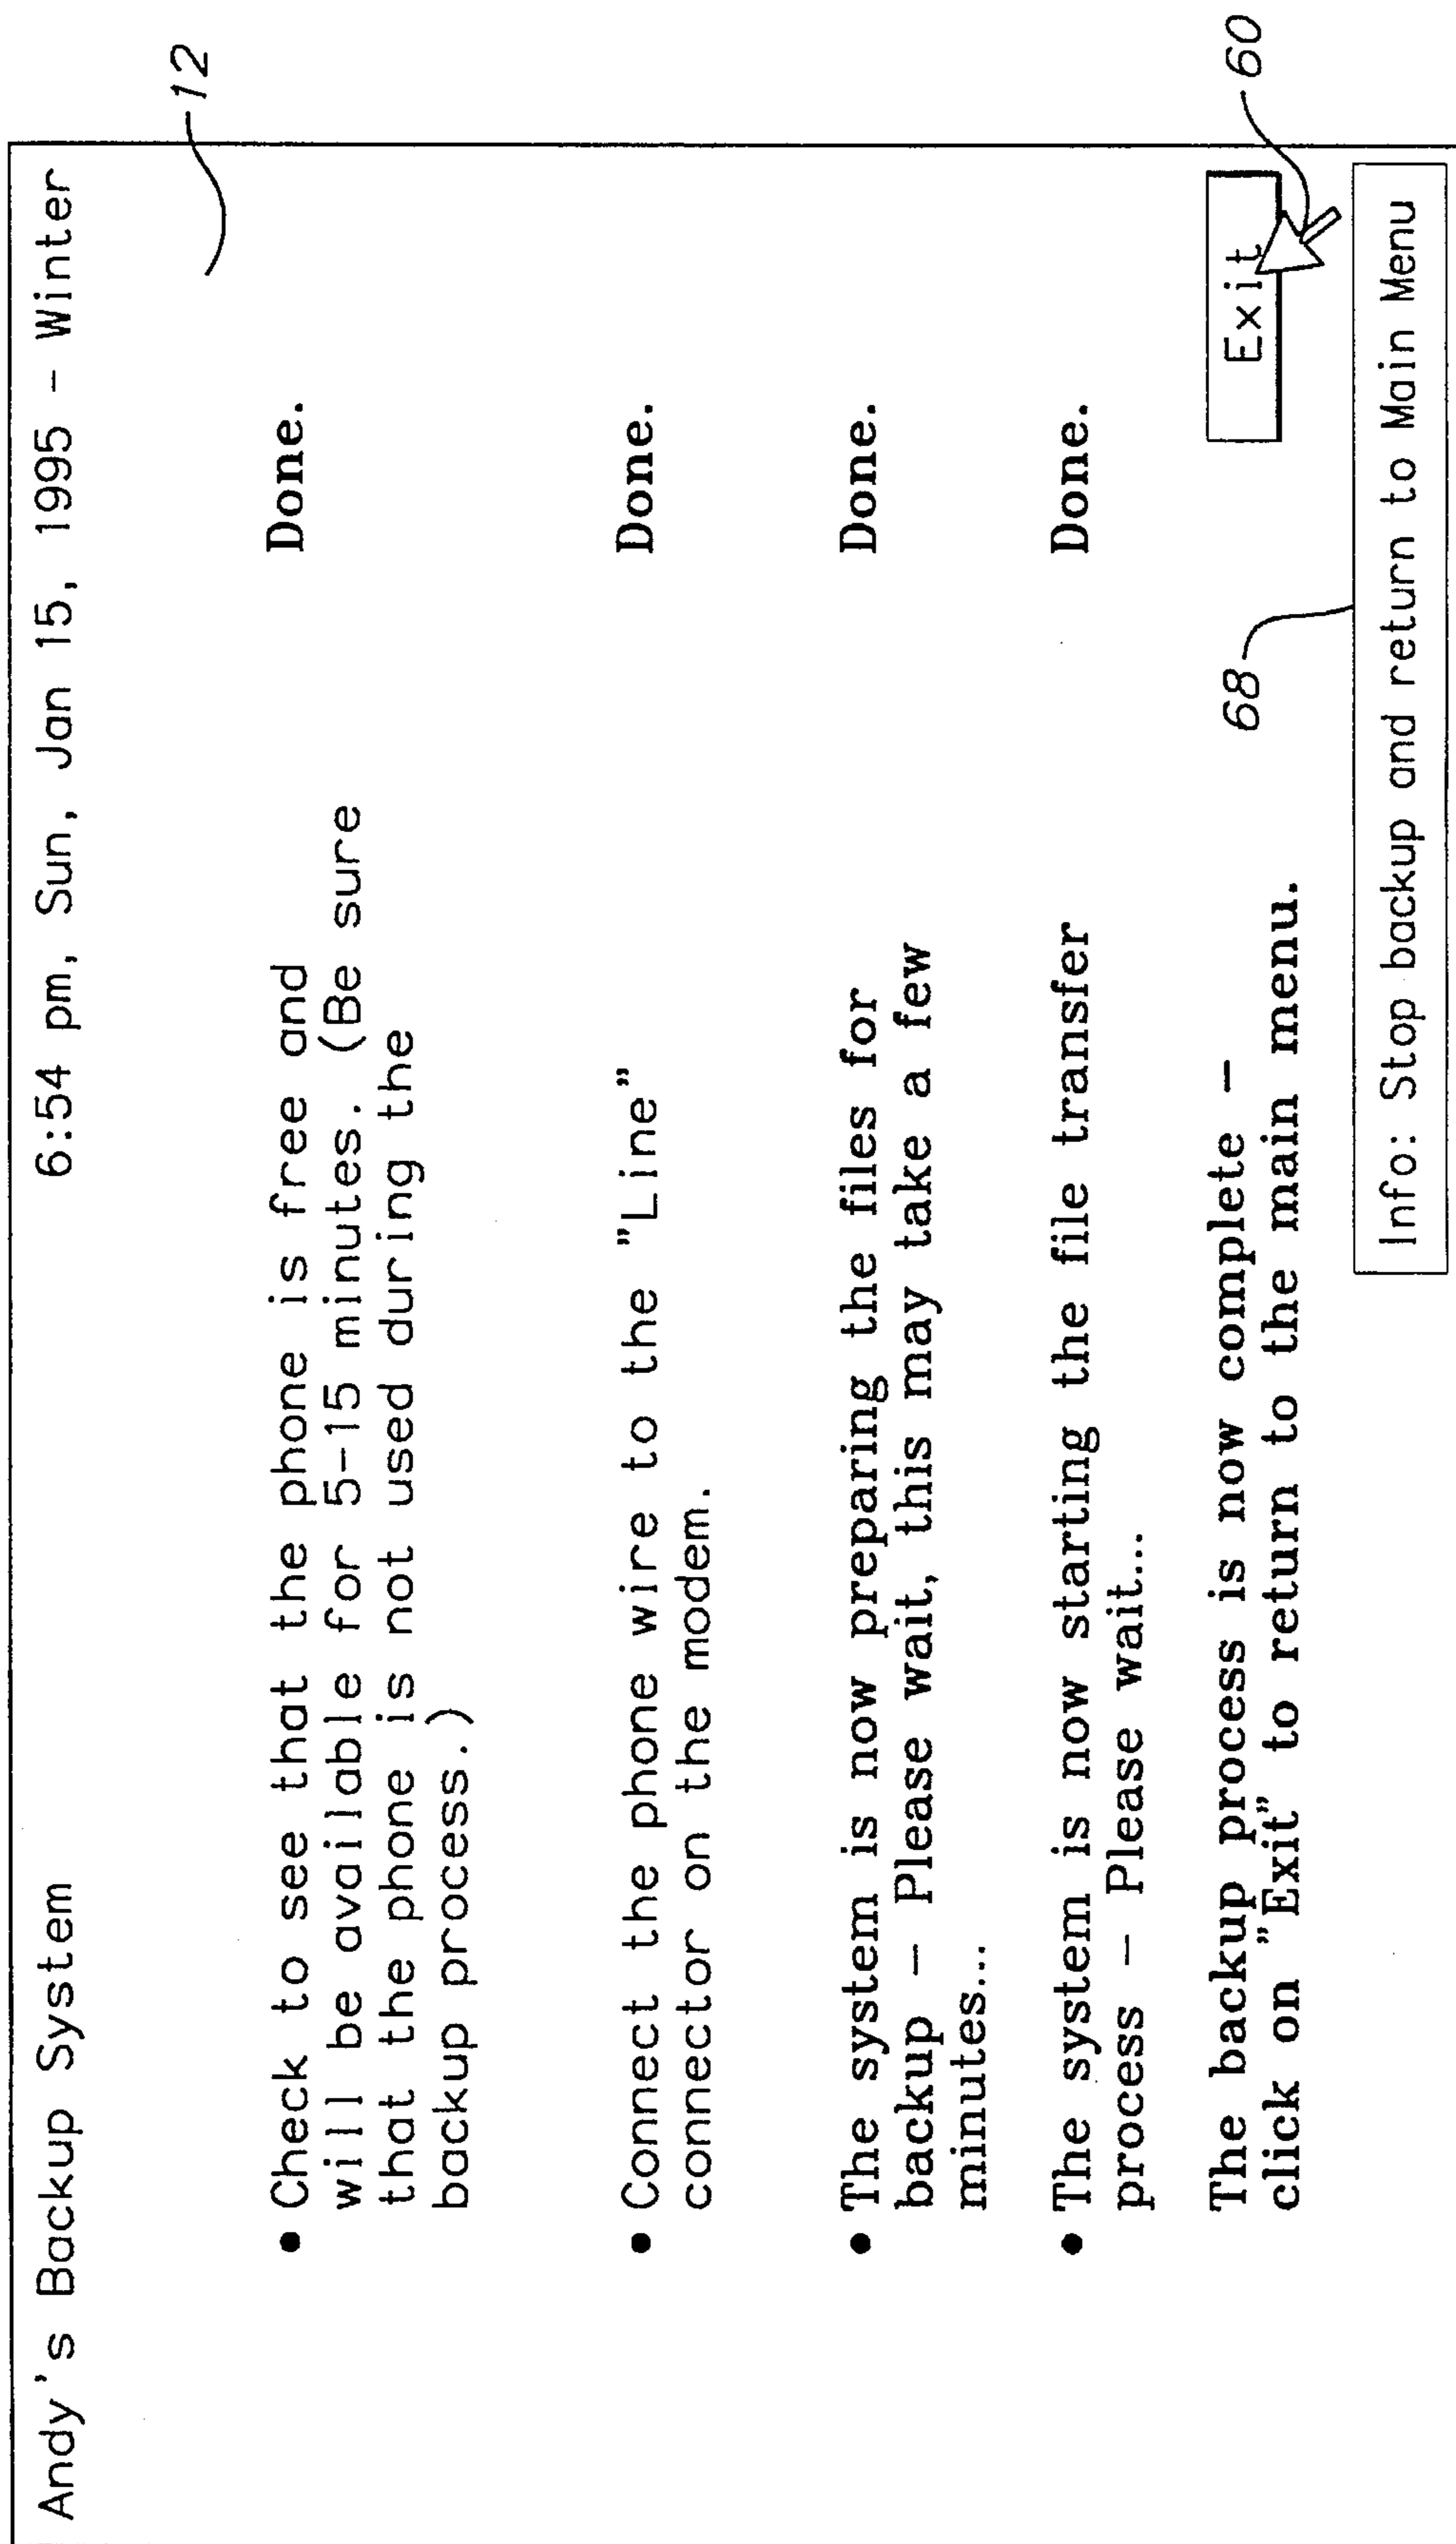 Andy's Backup System 6:54 pm, Sun, Jan 15, 1995 - Winter
12
• Check to see that the phone is free and Done.
will be available for 5-15 minutes. (Be sure
that the phone is not used during the
backup process.)
• Connect the phone wire to the "Line" Done.
connector on the modem.
• The system is now preparing the files for Done.
backup - Please wait, this may take a few
minutes...
• The system is now starting the file transfer Done.
process - Please wait...
The backup process is now complete -
click on "Exit" to return to the main menu.
Exit
60
68
Info: Stop backup and return to Main Menu